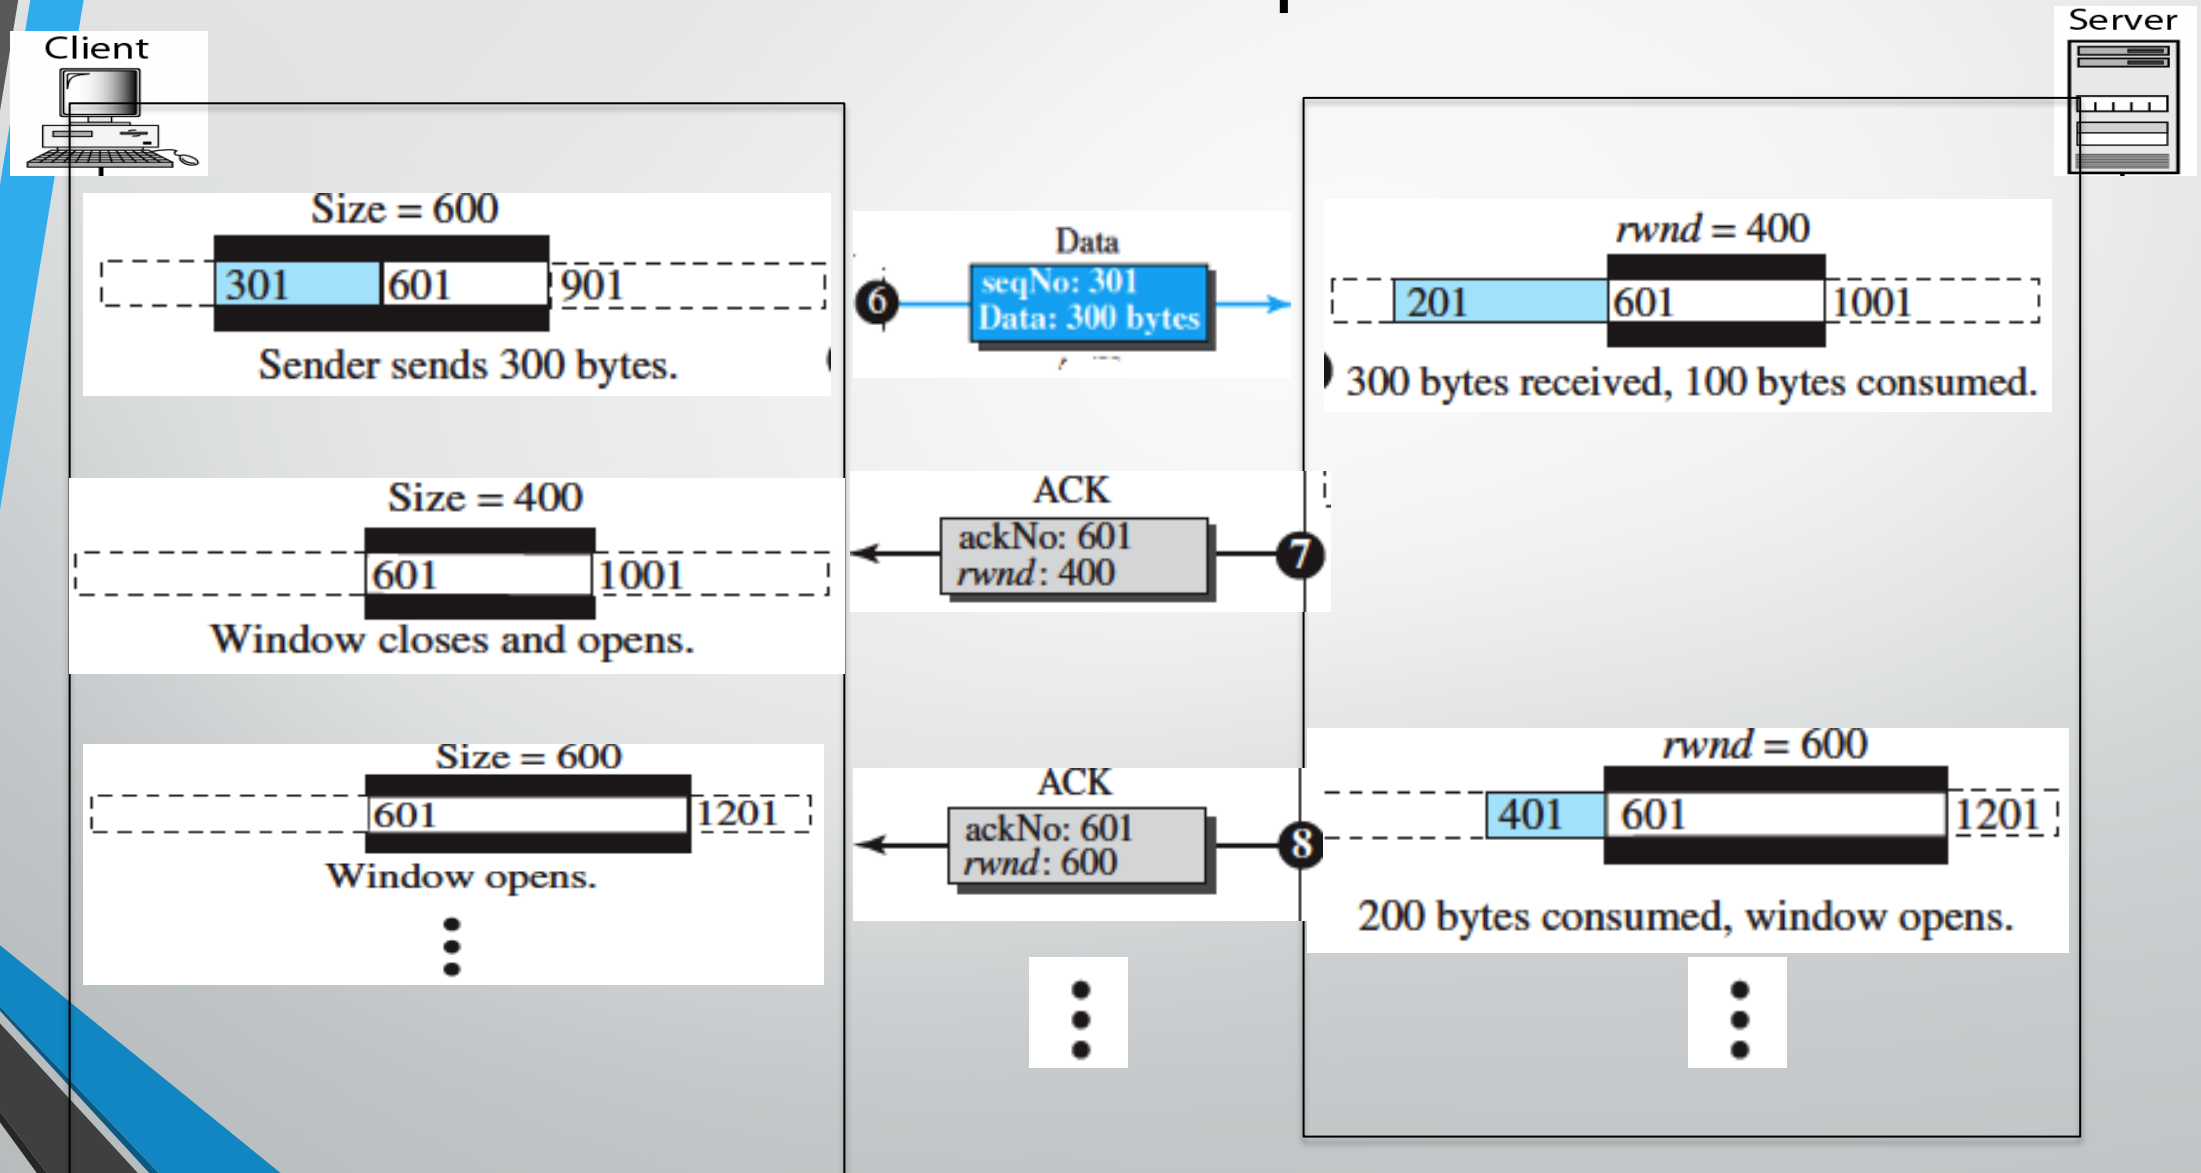 Client
Server
Size = 600
301 601 901
Sender sends 300 bytes.
Data
6
seqNo: 301
Data: 300 bytes
rwnd = 400
201 601 1001
300 bytes received, 100 bytes consumed.
Size = 400
601 1001
Window closes and opens.
ACK
ackNo: 601
rwnd: 400
7
Size = 600
601 1201
Window opens.
ACK
ackNo: 601
rwnd: 600
8
rwnd = 600
401 601 1201
200 bytes consumed, window opens.